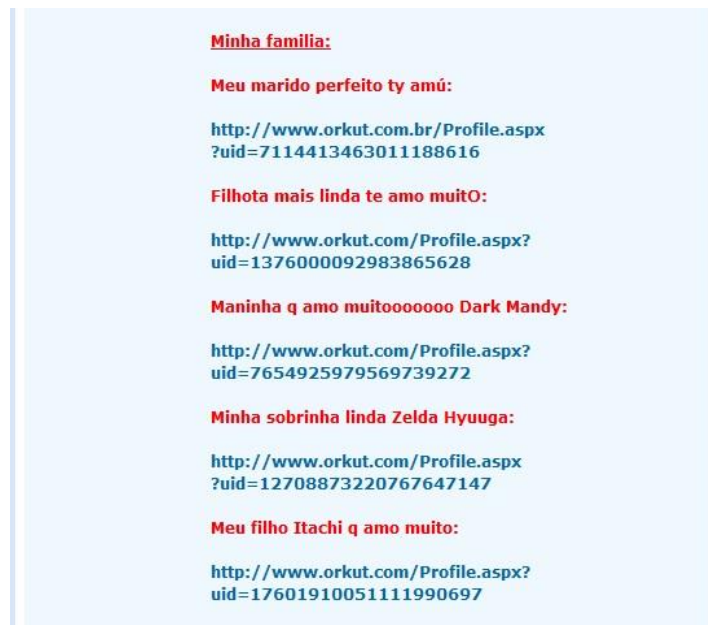 Minha familia:
Meu marido perfeito ty amú:
http://www.orkut.com.br/Profile.aspx
?uid=7114413463011188616
Filhota mais linda te amo muitO:
http://www.orkut.com/Profile.aspx?
uid=1376000092983865628
Maninha q amo muitooooooo Dark Mandy:
http://www.orkut.com/Profile.aspx?
uid=7654925979569739272
Minha sobrinha linda Zelda Hyuuga:
http://www.orkut.com/Profile.aspx
?uid=12708873220767647147
Meu filho Itachi q amo muito:
http://www.orkut.com/Profile.aspx?
uid=17601910051111990697